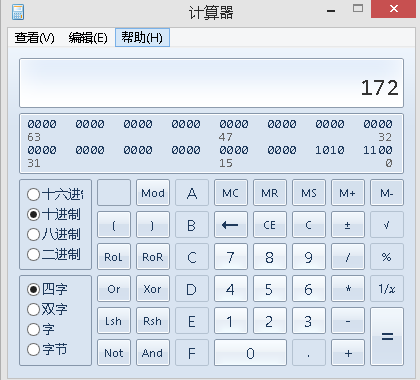 计算器
查看(V) 编辑(E) 帮助(H)
172
0000 0000 0000 0000 0000 0000 0000 0000
63 47 32
0000 0000 0000 0000 0000 0000 1010 1100
31 15 0
十六进制 Mod A MC MR MS M+ M-
十进制 ( ) B ← CE C ± √
八进制
二进制 RoL RoR C 7 8 9 / %
四字 Or Xor D 4 5 6 * 1/x
双字
字 Lsh Rsh E 1 2 3 - =
字节 Not And F 0 . +